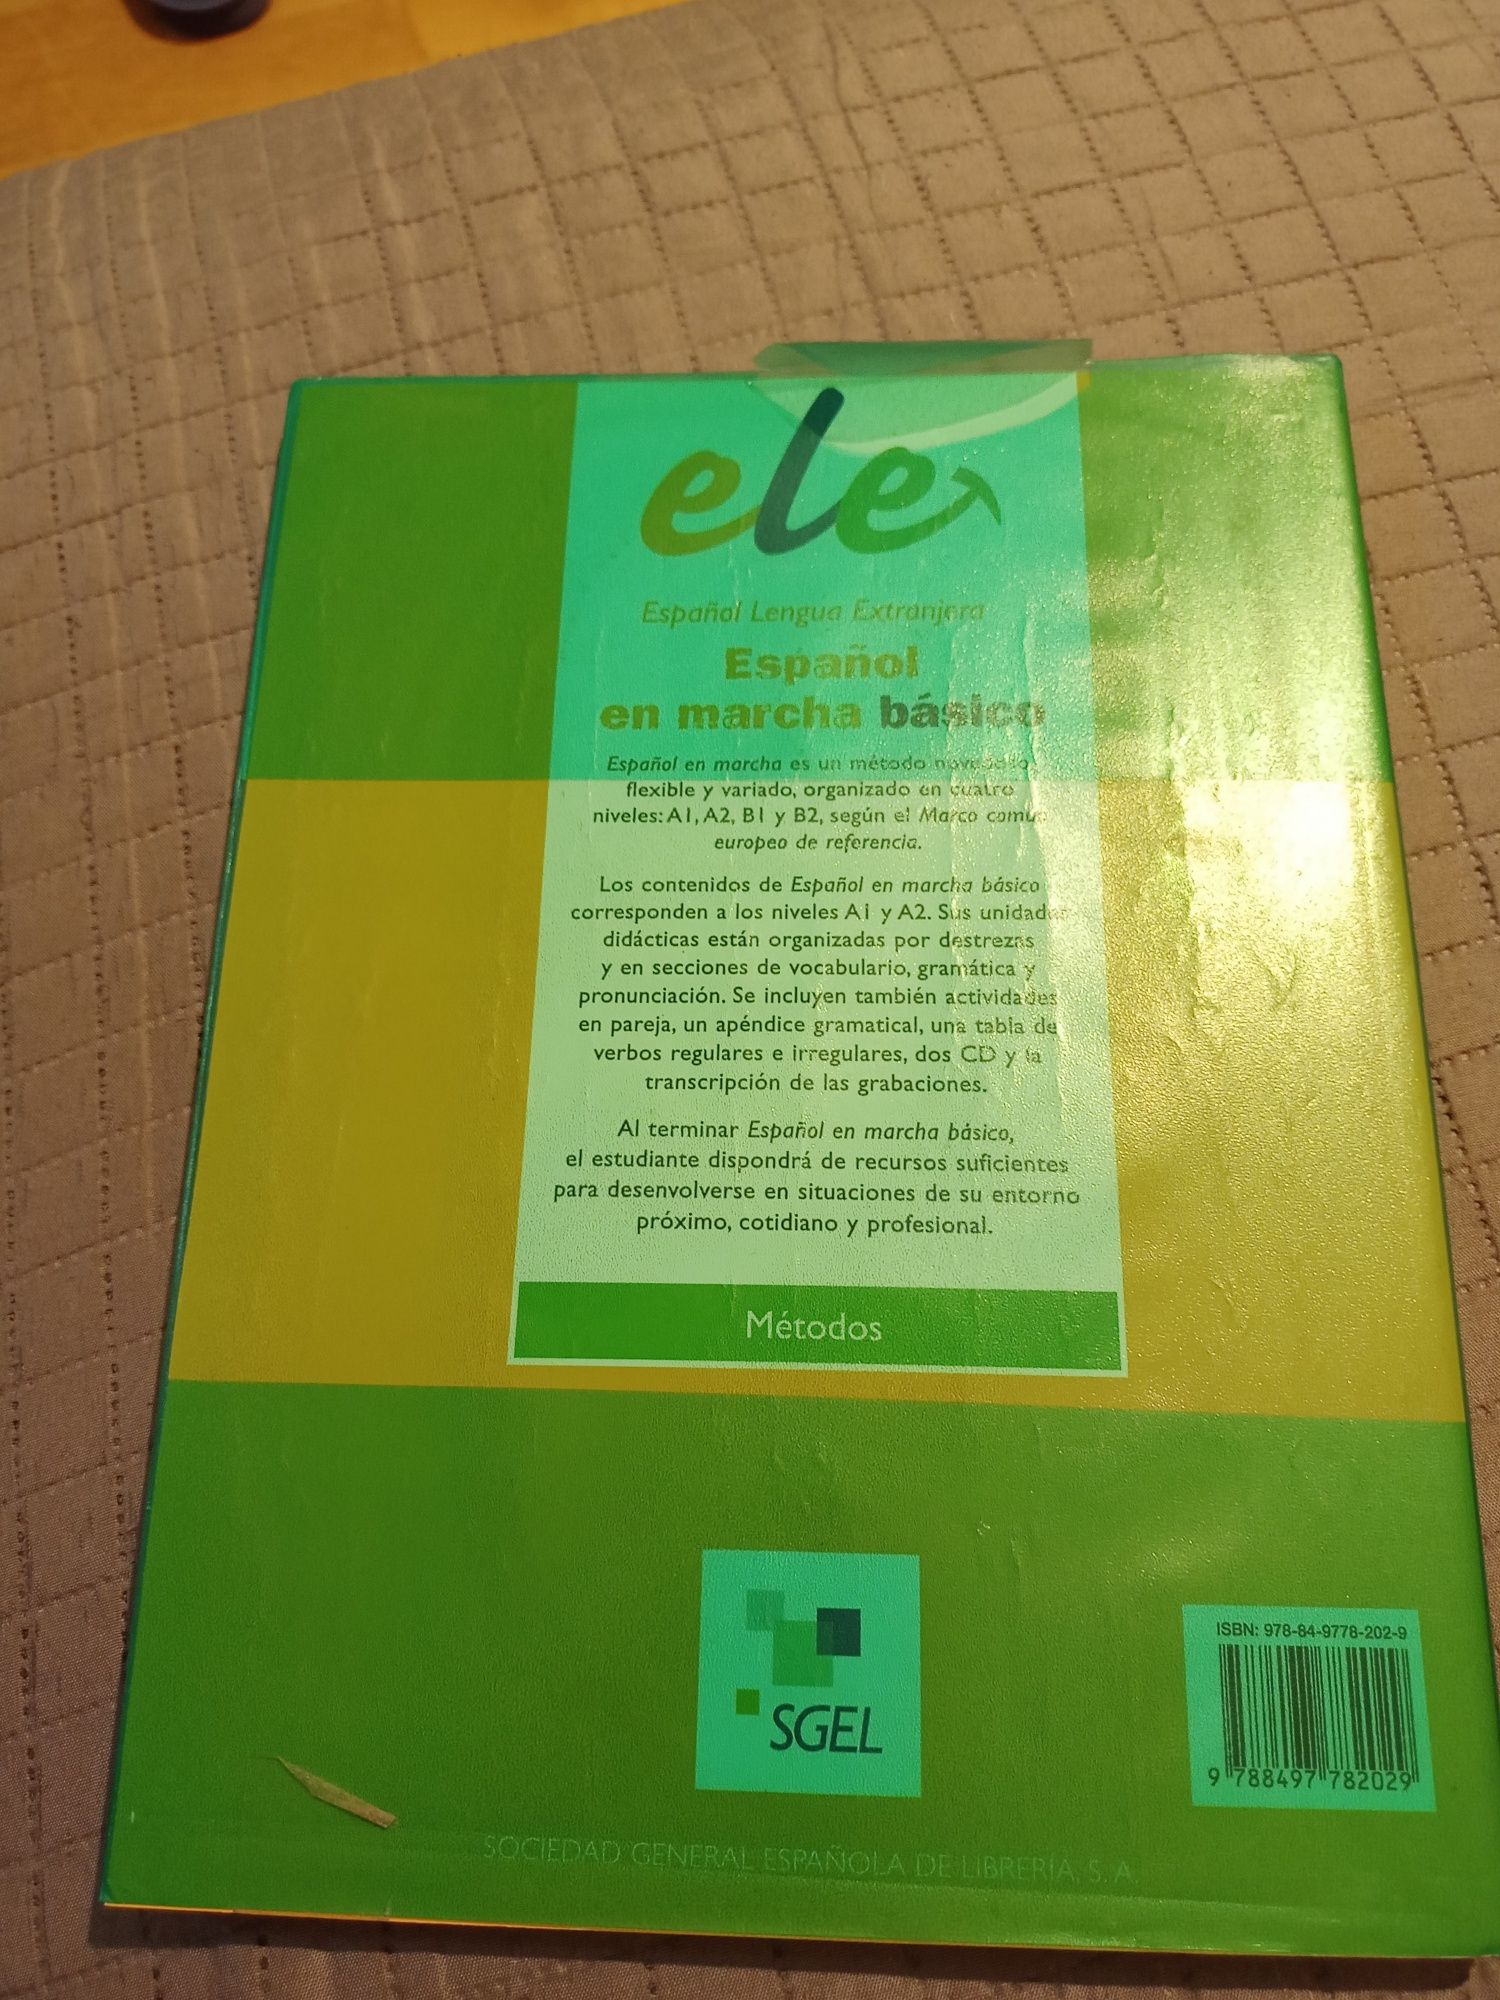 ele
Español Lengua Extranjera
Español
en marcha básico
Español en marcha es un método novedoso,
flexible y variado, organizado en cuatro
niveles: A1, A2, B1 y B2, según el Marco común
europeo de referencia.
Los contenidos de Español en marcha básico
corresponden a los niveles A1 y A2. Sus unidades
didácticas están organizadas por destrezas
y en secciones de vocabulario, gramática y
pronunciación. Se incluyen también actividades
en pareja, un apéndice gramatical, una tabla de
verbos regulares e irregulares, dos CD y la
transcripción de las grabaciones.
Al terminar Español en marcha básico,
el estudiante dispondrá de recursos suficientes
para desenvolverse en situaciones de su entorno
próximo, cotidiano y profesional.
Métodos
SGEL
ISBN: 978-84-9778-202-9
9 788497 782029
SOCIEDAD GENERAL ESPAÑOLA DE LIBRERÍA, S. A.